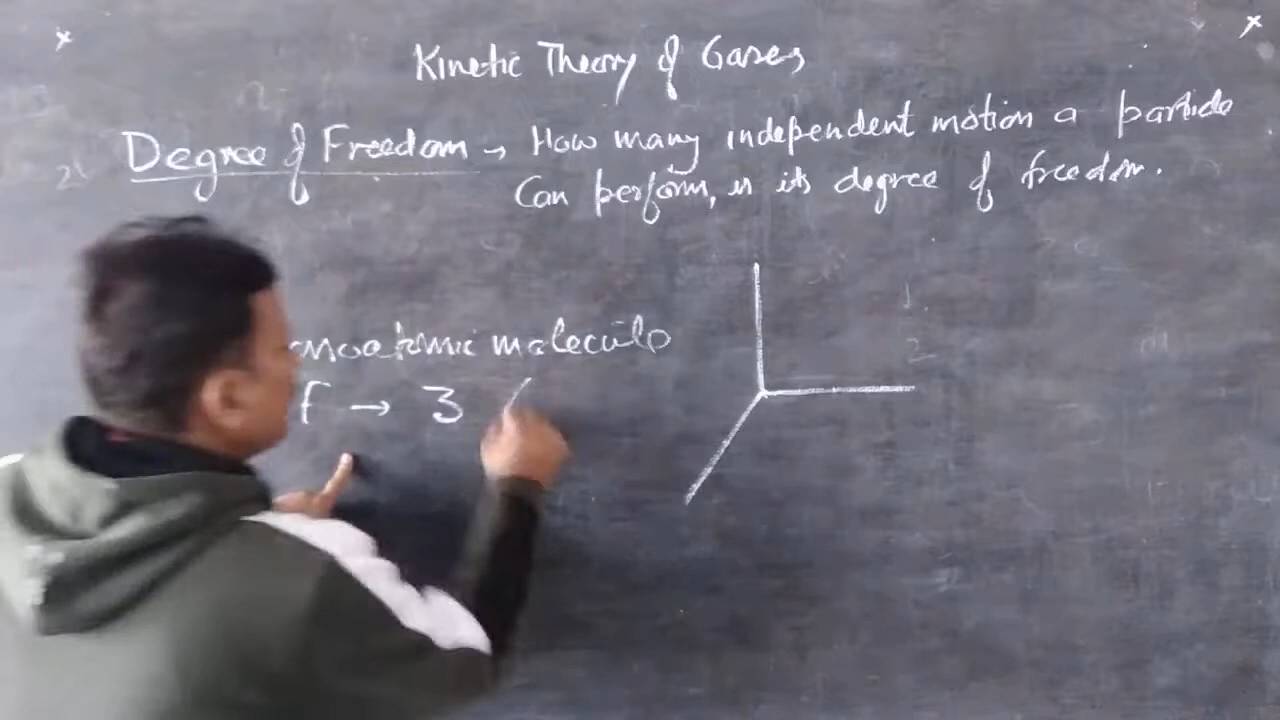 Kinetic Theory of Gases
Degree of Freedom → How many independent motion a particle
Can perform, is its degree of freedom.
onoatomic molecule
f → 3 (